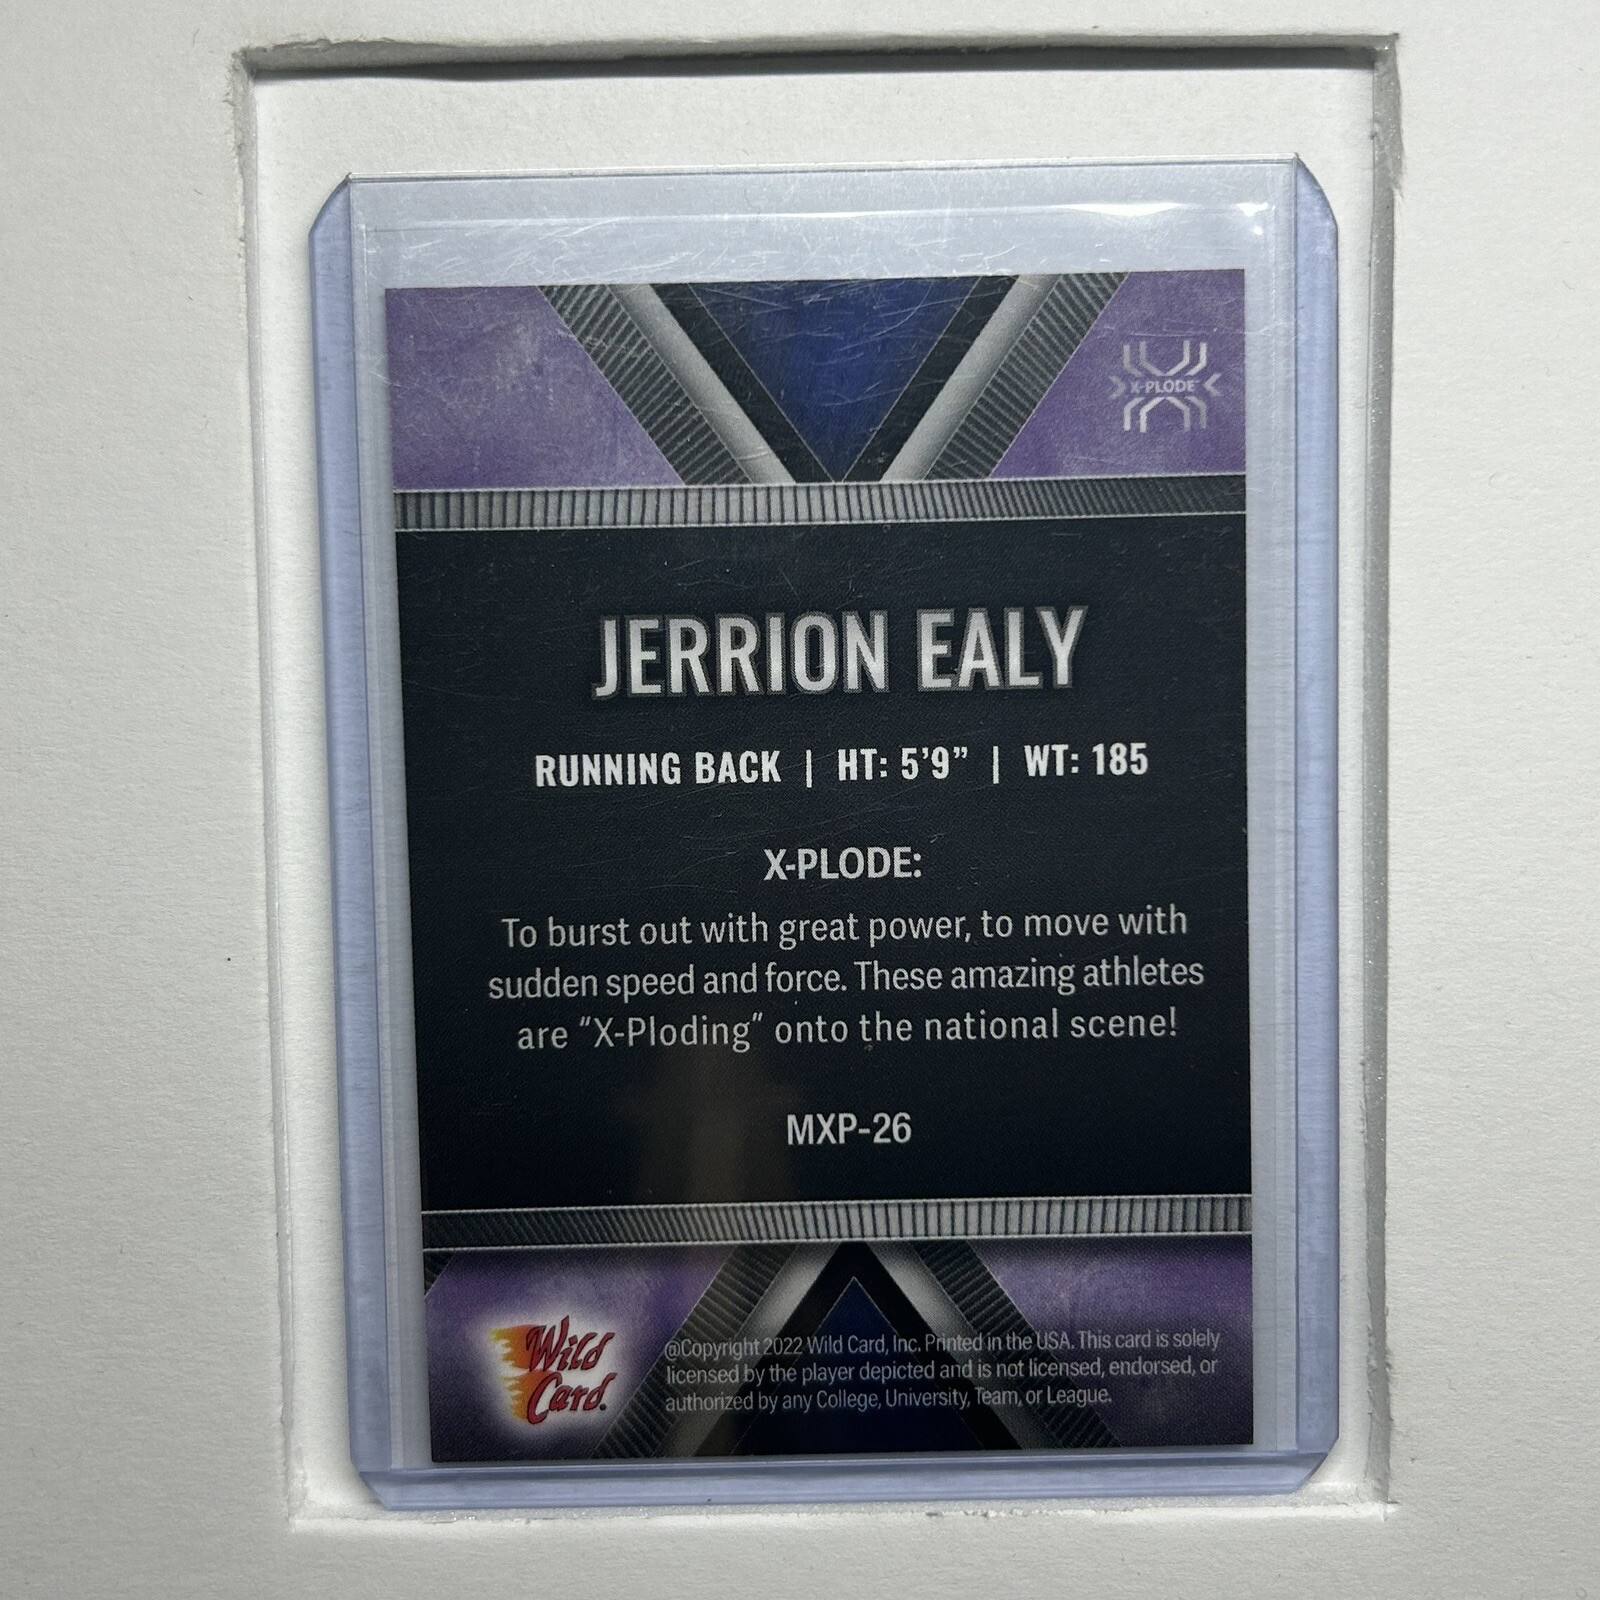 X-PLODE
JERRION EALY
RUNNING BACK | HT: 5'9" | WT: 185
X-PLODE:
To burst out with great power, to move with
sudden speed and force. These amazing athletes
are "X-Ploding" onto the national scene!
MXP-26
Wild
Card.
@Copyright 2022 Wild Card, Inc. Printed in the USA. This card is solely
licensed by the player depicted and is not licensed, endorsed, or
authorized by any College, University, Team, or League.